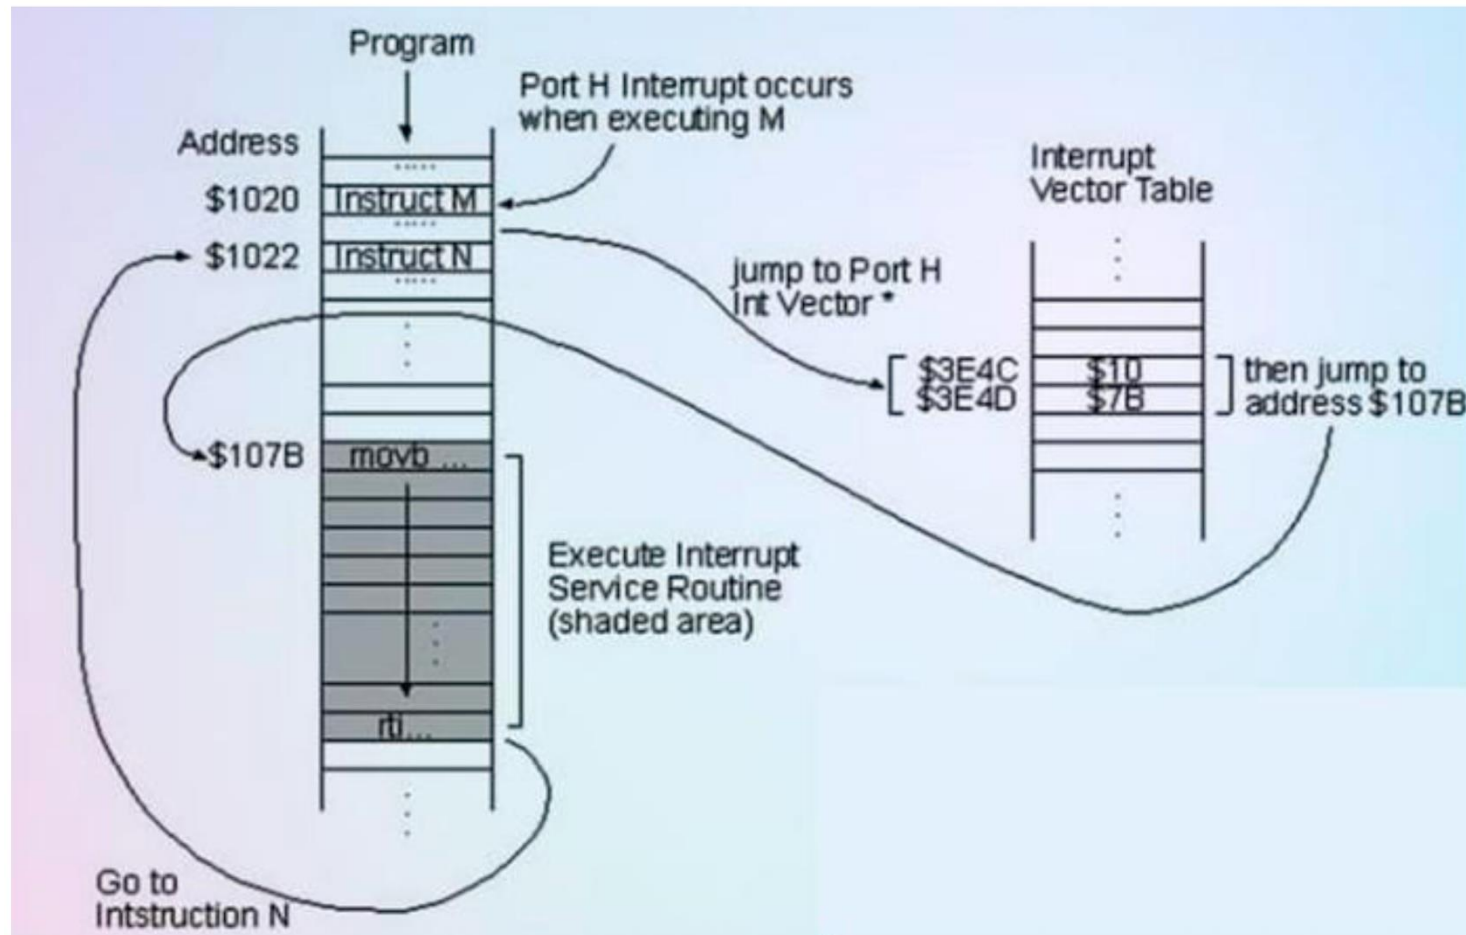 Program
Port H Interrupt occurs
when executing M
Address
.....
$1020
Instruct M
.....
$1022
Instruct N
.....
Interrupt
Vector Table
jump to Port H
Int Vector *
$3E4C
$10
$3E4D
$7B
then jump to
address $107B
$107B
movb ...
Execute Interrupt
Service Routine
(shaded area)
rti...
Go to
Intstruction N